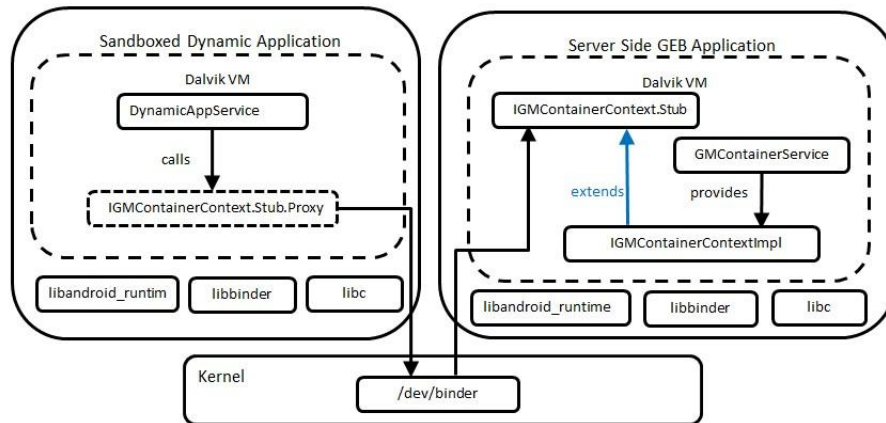 Sandboxed Dynamic Application
Dalvik VM
DynamicAppService
calls
IGMContainerContext.Stub.Proxy
libandroid_runtim
libbinder
libc
Server Side GEB Application
Dalvik VM
IGMContainerContext.Stub
GMContainerService
extends
provides
IGMContainerContextImpl
libandroid_runtime
libbinder
libc
Kernel
/dev/binder